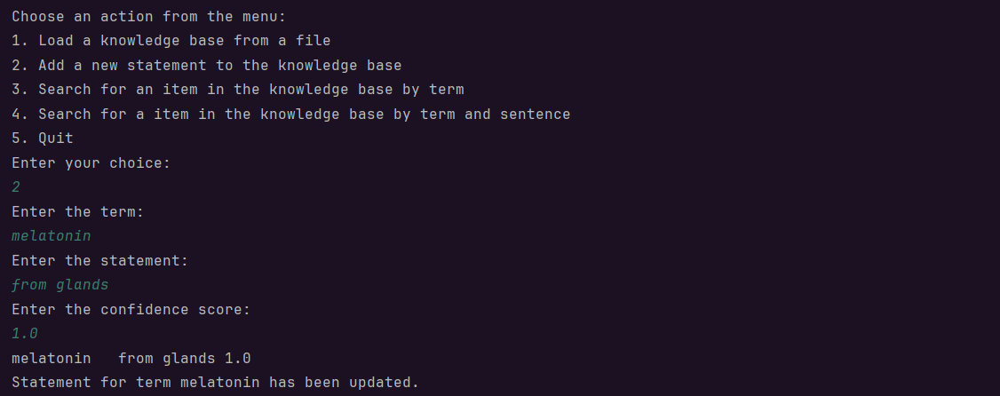 Choose an action from the menu:
1. Load a knowledge base from a file
2. Add a new statement to the knowledge base
3. Search for an item in the knowledge base by term
4. Search for a item in the knowledge base by term and sentence
5. Quit
Enter your choice:
2
Enter the term:
melatonin
Enter the statement:
from glands
Enter the confidence score:
1.0
melatonin   from glands 1.0
Statement for term melatonin has been updated.